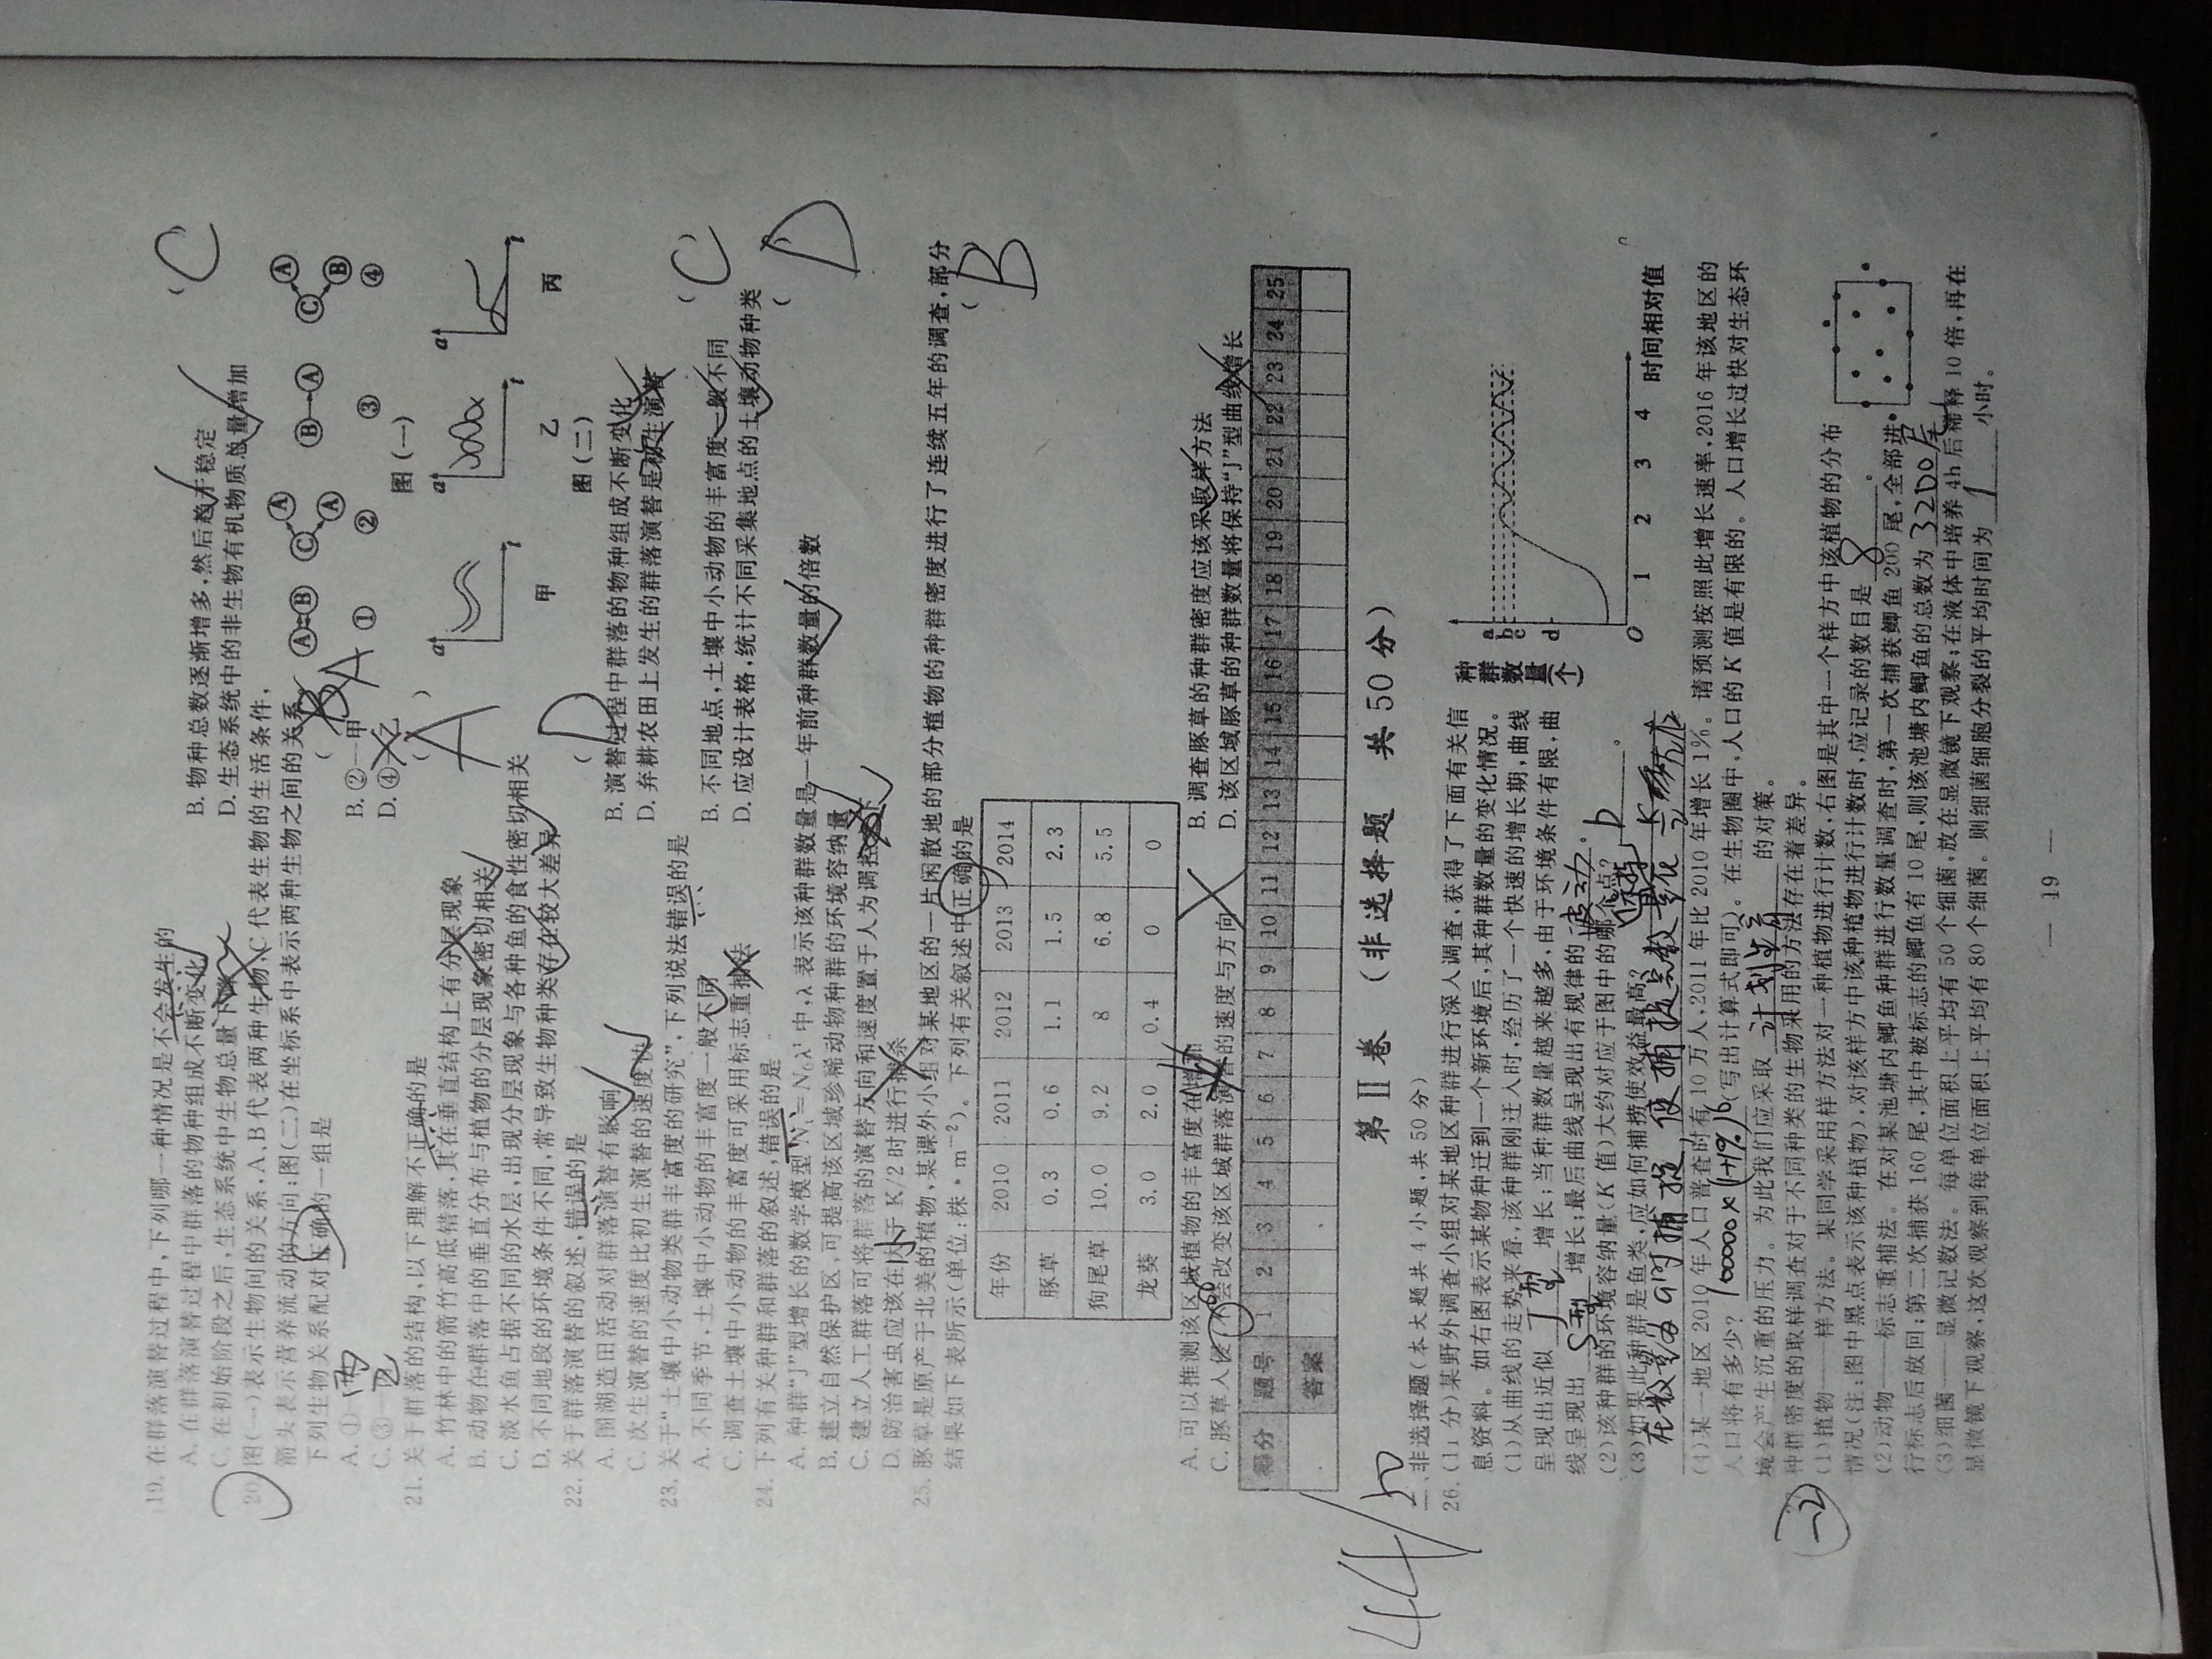 19. 在群落演替过程中,下列哪一种情况是不会发生的 ( C )
A. 在群落演替过程中群落的物种组成不断变化 B. 物种总数逐渐增多,然后趋于稳定
C. 在初始阶段之后,生态系统中生物总量下降 D. 生态系统中的非生物有机物质总量增加
20. 图(一)表示生物间的关系,A、B代表两种生物,C代表生物的生活条件,
箭头表示营养流动的方向;图(二)在坐标系中表示两种生物之间的关系。
下列生物关系配对正确的一组是 ( B A
A. ①— 丙 B. ②—甲
C. ③— 乙 D. ④—乙
A B C A A B A C A B
① ② ③ ④
图(一)
21. 关于群落的结构,以下理解不正确的是 ( A )
A. 竹林中的箭竹高低错落,其在垂直结构上有分层现象
B. 动物在群落中的垂直分布与植物的分层现象密切相关
C. 淡水鱼占据不同的水层,出现分层现象与各种鱼的食性密切相关
D. 不同地段的环境条件不同,常导致生物种类存在较大差异
a t a t a t
甲 乙 丙
图(二)
22. 关于群落演替的叙述,错误的是 ( D
A. 围湖造田活动对群落演替有影响 B. 演替过程中群落的物种组成不断变化
C. 次生演替的速度比初生演替的速度快 D. 弃耕农田上发生的群落演替是初生演替
次
23. 关于“土壤中小动物类群丰富度的研究”,下列说法错误的是 ( C )
A. 不同季节,土壤中小动物的丰富度一般不同 B. 不同地点,土壤中小动物的丰富度一般不同
C. 调查土壤中小动物的丰富度可采用标志重捕法 D. 应设计表格,统计不同采集地点的土壤动物种类
24. 下列有关种群和群落的叙述,错误的是 ( D )
A. 种群“J”型增长的数学模型 Nt=N0λt 中,λ 表示该种群数量是一年前种群数量的倍数
B. 建立自然保护区,可提高该区域珍稀动物种群的环境容纳量
C. 建立人工群落可将群落的演替方向和速度置于人为调控之下
D. 防治害虫应该在大于 K/2 时进行捕杀
小
25. 豚草是原产于北美的植物,某课外小组对某地区的一片闲散地的部分植物的种群密度进行了连续五年的调查,部分
结果如下表所示(单位:株·m−2)。下列有关叙述中正确的是 ( B )
年份 2010 2011 2012 2013 2014
豚草 0.3 0.6 1.1 1.5 2.3
狗尾草 10.0 9.2 8 6.8 5.5
龙葵 3.0 2.0 0.4 0 0
A. 可以推测该区域植物的丰富度在增加 B. 调查豚草的种群密度应该采取样方法
C. 豚草入侵,不会改变该区域群落演替的速度与方向 D. 该区域豚草的种群数量将保持“J”型曲线增长
得分 题号 1 2 3 4 5 6 7 8 9 10 11 12 13 14 15 16 17 18 19 20 21 22 23 24 25
答案
44/50
第Ⅱ卷 (非选择题 共50分)
二、非选择题(本大题共4小题,共50分)
26. (11分)某野外调查小组对某地区种群进行深入调查,获得了下面有关信
息资料。如右图表示某物种迁到一个新环境后,其种群数量的变化情况。
(1)从曲线的走势来看,该种群刚迁入时,经历了一个快速的增长期,曲线
呈现出近似 J型 增长;当种群数量越来越多,由于环境条件有限,曲
线呈现出 S型 增长;最后曲线呈现出有规律的 波动 。
(2)该种群的环境容纳量(K值)大约对应于图中的哪个点? b 。
(3)如果此种群是鱼类,应如何捕捞使效益最高?
保持
在数量为a时捕捉,使捕捉完数量在K/2左右
种群数量(个)
a
b
c
d
O 1 2 3 4 时间相对值
(4)某一地区2010年人口普查时有10万人,2011年比2010年增长1%。请预测按照此增长速率,2016年该地区的
人口将有多少? 100000×(1+1%)6 (写出计算式即可)。在生物圈中,人口的K值是有限的。人口增长过快对生态环
境会产生沉重的压力。为此我们应采取 计划生育 的对策。
-2
种群密度的取样调查对于不同种类的生物采用的方法存在着差异。
(1)植物——样方法。某同学采用样方法对一种植物进行计数,右图是其中一个样方中该植物的分布
情况(注:图中黑点表示该种植物),对该样方中该种植物进行计数时,应记录的数目是 8 。
(2)动物——标志重捕法。在对某池塘内鲫鱼种群进行数量调查时,第一次捕获鲫鱼200尾,全部进
行标志后放回;第二次捕获160尾,其中被标志的鲫鱼有10尾,则该池塘内鲫鱼的总数为 3200尾
(3)细菌——显微记数法。每单位面积上平均有50个细菌,放在显微镜下观察;在液体中培养4h后稀释10倍,再在
显微镜下观察,这次观察到每单位面积上平均有80个细菌。则细菌细胞分裂的平均时间为 1 小时。
— 19 —